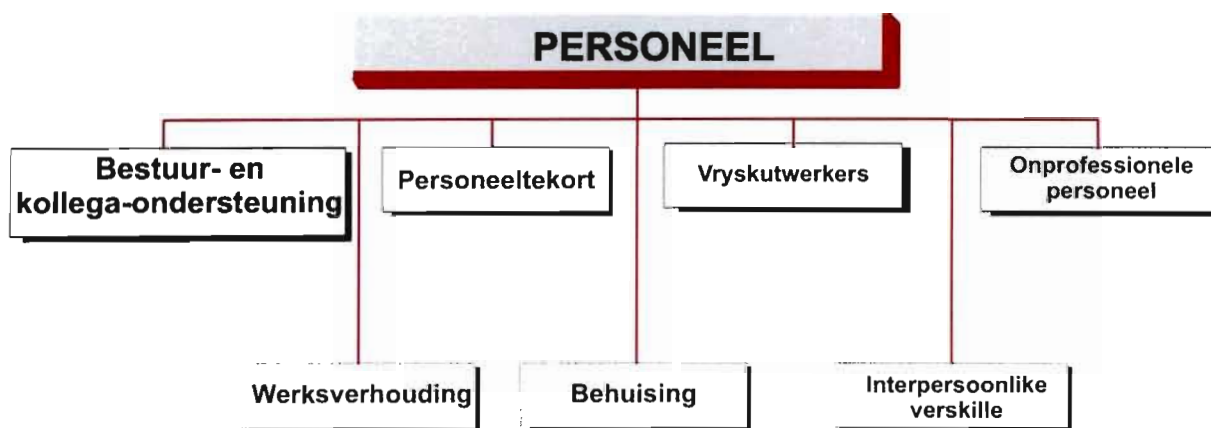 PERSONEEL
Bestuur- en
kollega-ondersteuning
Personeeltekort
Vryskutwerkers
Onprofessionele
personeel
Werksverhouding
Behuising
Interpersoonlike
verskille